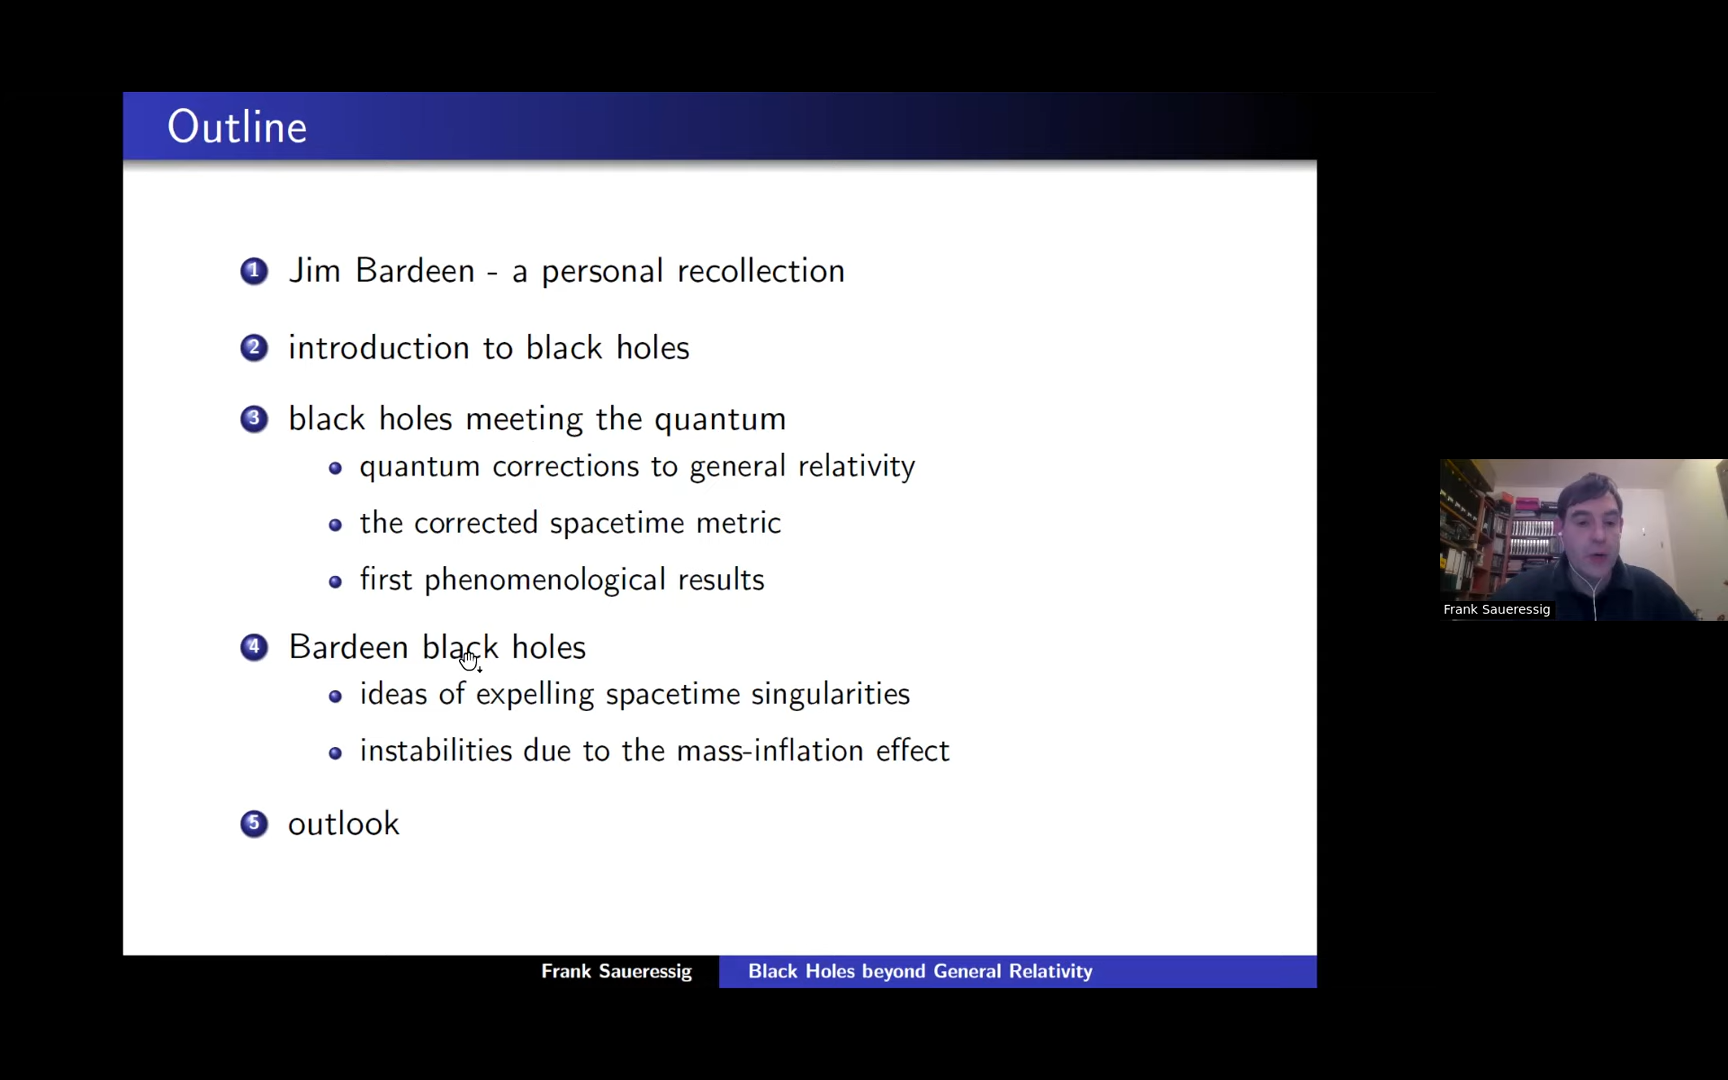 Outline
1 Jim Bardeen - a personal recollection
2 introduction to black holes
3 black holes meeting the quantum
quantum corrections to general relativity
the corrected spacetime metric
first phenomenological results
4 Bardeen black holes
ideas of expelling spacetime singularities
instabilities due to the mass-inflation effect
5 outlook
Frank Saueressig
Black Holes beyond General Relativity
Frank Saueressig